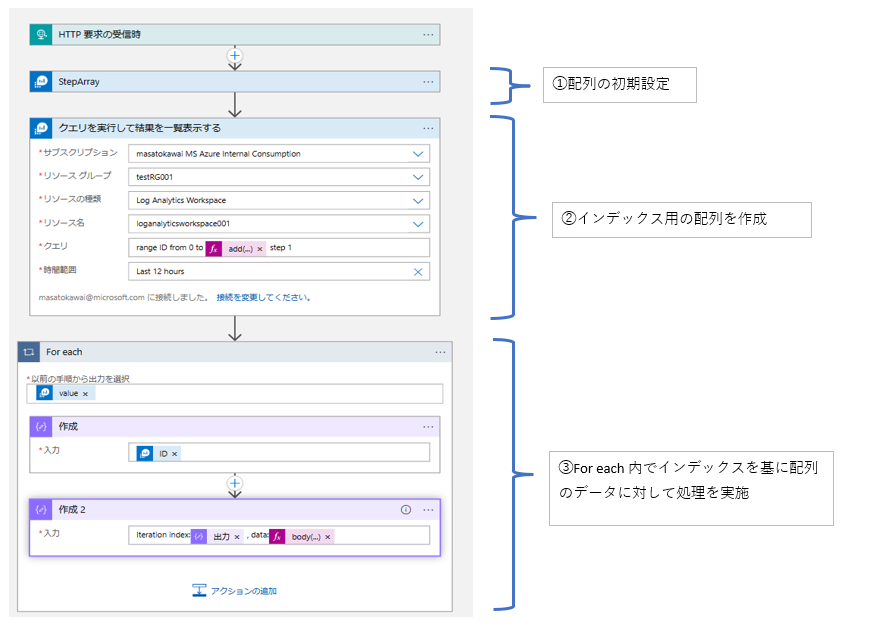 HTTP 要求の受信時
StepArray
①配列の初期設定
クエリを実行して結果を一覧表示する
*サブスクリプション masatokawai MS Azure Internal Consumption
*リソース グループ testRG001
*リソースの種類 Log Analytics Workspace
*リソース名 loganalyticsworkspace001
*クエリ range ID from 0 to fx add(...) × step 1
*時間範囲 Last 12 hours
masatokawai@microsoft.com に接続しました。 接続を変更してください。
②インデックス用の配列を作成
For each
*以前の手順から出力を選択
value ×
作成
*入力 ID ×
作成 2
*入力 Iteration index: 出力 × , data: fx body(...) ×
アクションの追加
③For each 内でインデックスを基に配列
のデータに対して処理を実施